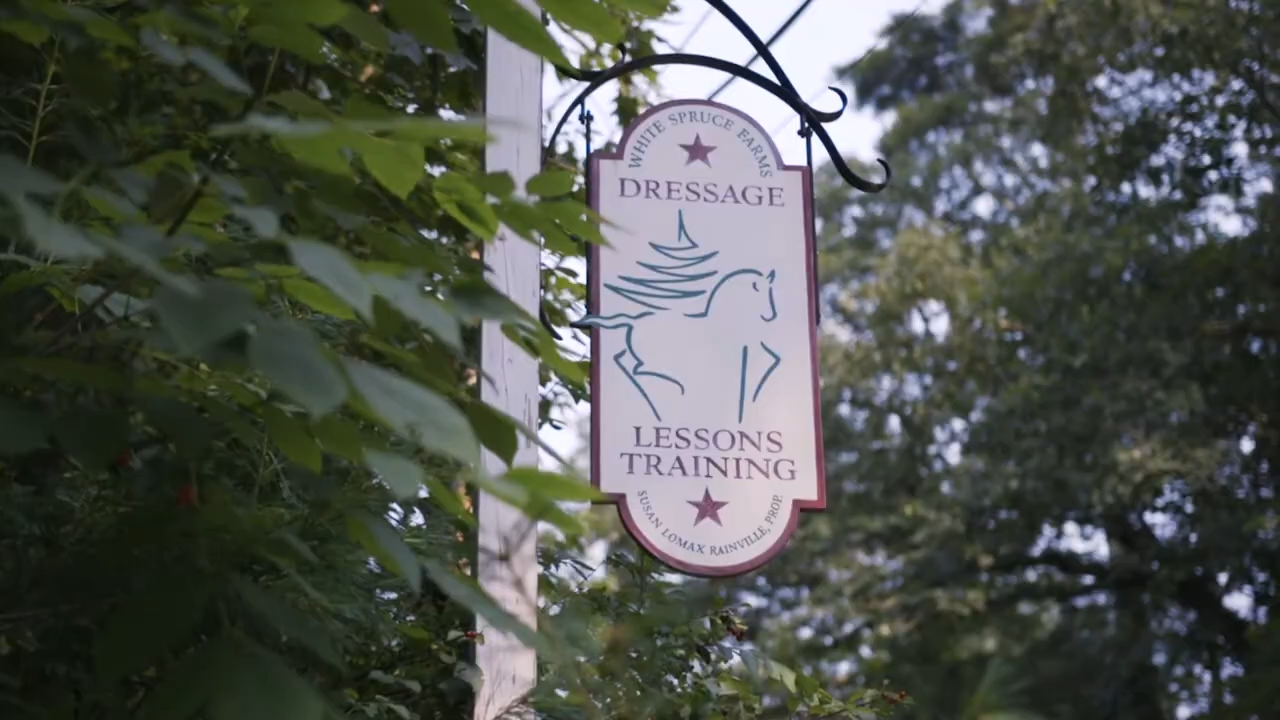 WHITE SPRUCE FARMS
DRESSAGE
LESSONS
TRAINING
SUSAN LOMAX RAINVILLE, PROP.